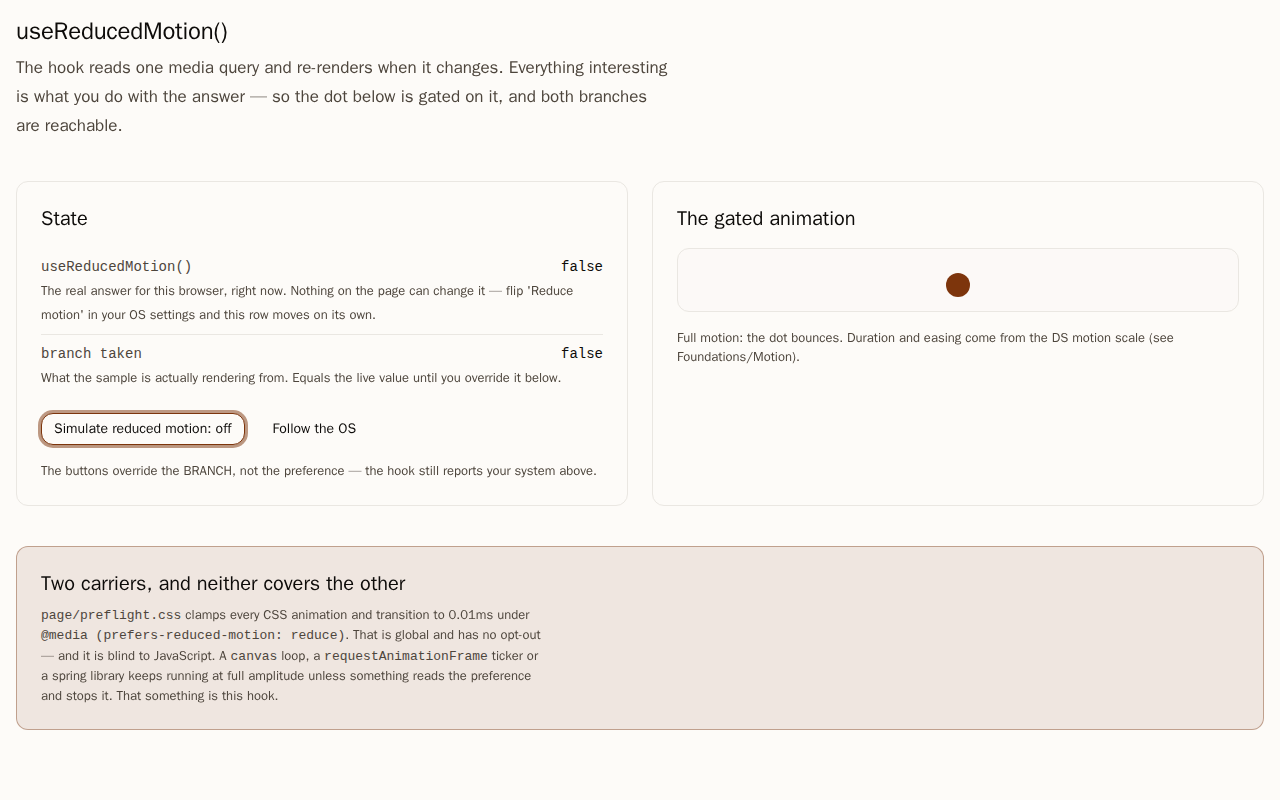 useReducedMotion()
The hook reads one media query and re-renders when it changes. Everything interesting
is what you do with the answer — so the dot below is gated on it, and both branches
are reachable.
State
useReducedMotion() false
The real answer for this browser, right now. Nothing on the page can change it — flip 'Reduce
motion' in your OS settings and this row moves on its own.
branch taken false
What the sample is actually rendering from. Equals the live value until you override it below.
Simulate reduced motion: off Follow the OS
The buttons override the BRANCH, not the preference — the hook still reports your system above.
The gated animation
Full motion: the dot bounces. Duration and easing come from the DS motion scale (see
Foundations/Motion).
Two carriers, and neither covers the other
page/preflight.css clamps every CSS animation and transition to 0.01ms under
@media (prefers-reduced-motion: reduce). That is global and has no opt-out
— and it is blind to JavaScript. A canvas loop, a requestAnimationFrame ticker or
a spring library keeps running at full amplitude unless something reads the preference
and stops it. That something is this hook.